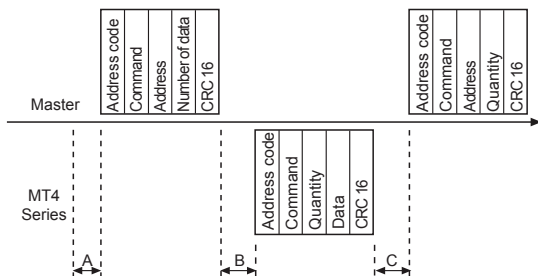 Address code
Command
Address
Number of data
CRC 16
Address code
Command
Address
Quantity
CRC 16
Master
Address code
Command
Quantity
Data
CRC 16
MT4
Series
A
B
C